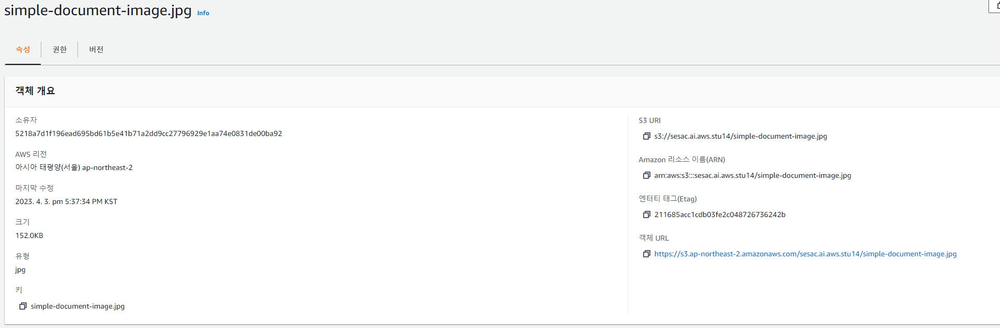 simple-document-image.jpg Info
속성 권한 버전
객체 개요
소유자
5218a7d1f196ead695bd61b5e41b71a2dd9cc27796929e1aa74e0831de00ba92
AWS 리전
아시아 태평양(서울) ap-northeast-2
마지막 수정
2023. 4. 3. pm 5:37:34 PM KST
크기
152.0KB
유형
jpg
키
simple-document-image.jpg
S3 URI
s3://sesac.ai.aws.stu14/simple-document-image.jpg
Amazon 리소스 이름(ARN)
arn:aws:s3:::sesac.ai.aws.stu14/simple-document-image.jpg
엔터티 태그(Etag)
211685acc1cdb03fe2c048726736242b
객체 URL
https://s3.ap-northeast-2.amazonaws.com/sesac.ai.aws.stu14/simple-document-image.jpg